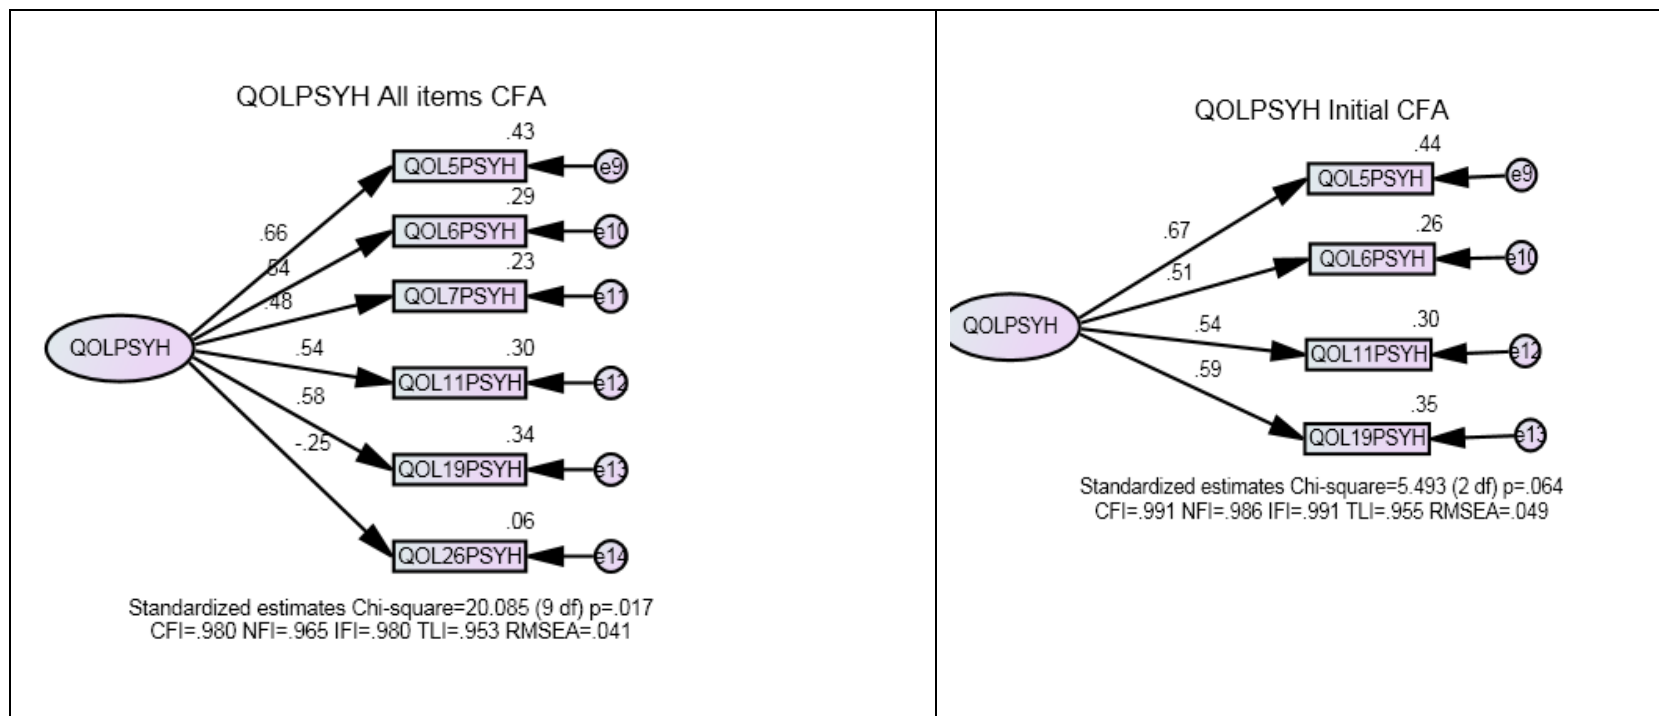 QOLPSYH All items CFA
.43
QOL5PSYH
e9
.29
.66
QOL6PSYH
e10
.54
.23
.48
QOL7PSYH
e11
QOLPSYH
.54
.30
QOL11PSYH
e12
.58
-.25
.34
QOL19PSYH
e13
.06
QOL26PSYH
e14
Standardized estimates Chi-square=20.085 (9 df) p=.017
CFI=.980 NFI=.965 IFI=.980 TLI=.953 RMSEA=.041
QOLPSYH Initial CFA
.44
QOL5PSYH
e9
.67
.26
QOL6PSYH
e10
.51
QOLPSYH
.54
.30
QOL11PSYH
e12
.59
.35
QOL19PSYH
e13
Standardized estimates Chi-square=5.493 (2 df) p=.064
CFI=.991 NFI=.986 IFI=.991 TLI=.955 RMSEA=.049